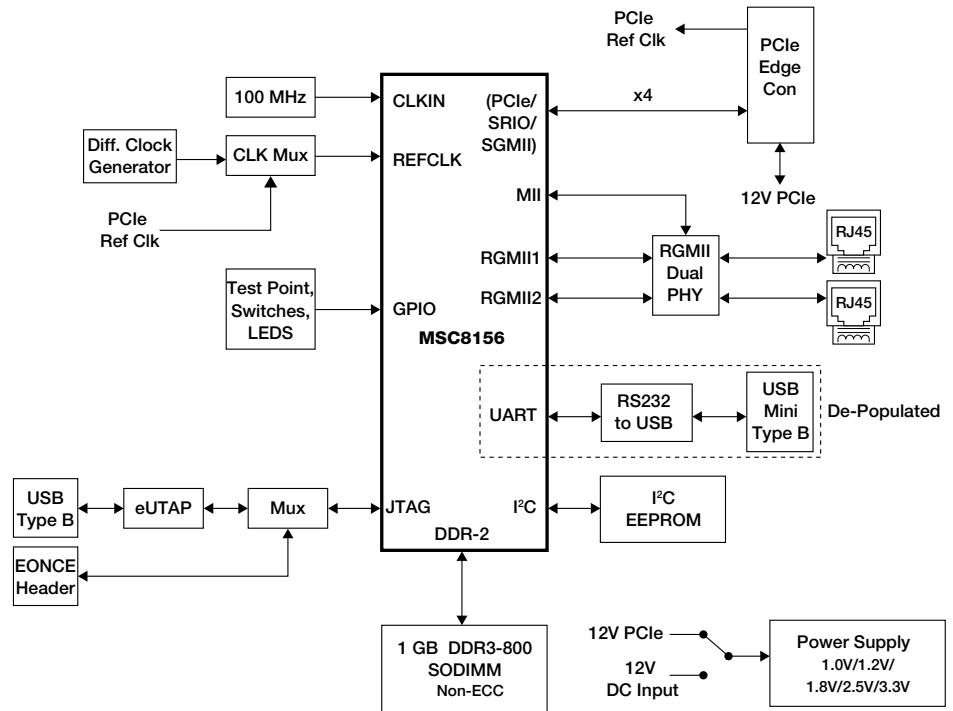 PCIe
Ref Clk
PCIe
Edge
Con
x4
12V PCIe
100 MHz
Diff. Clock
Generator
CLK Mux
PCIe
Ref Clk
Test Point,
Switches,
LEDS
CLKIN
REFCLK
GPIO
(PCIe/
SRIO/
SGMII)
MII
RGMII1
RGMII2
MSC8156
UART
JTAG
I²C
DDR-2
RGMII
Dual
PHY
RJ45
RJ45
RS232
to USB
USB
Mini
Type B
De-Populated
USB
Type B
eUTAP
Mux
EONCE
Header
I²C
EEPROM
1 GB DDR3-800
SODIMM
Non-ECC
12V PCIe
12V
DC Input
Power Supply
1.0V/1.2V/
1.8V/2.5V/3.3V